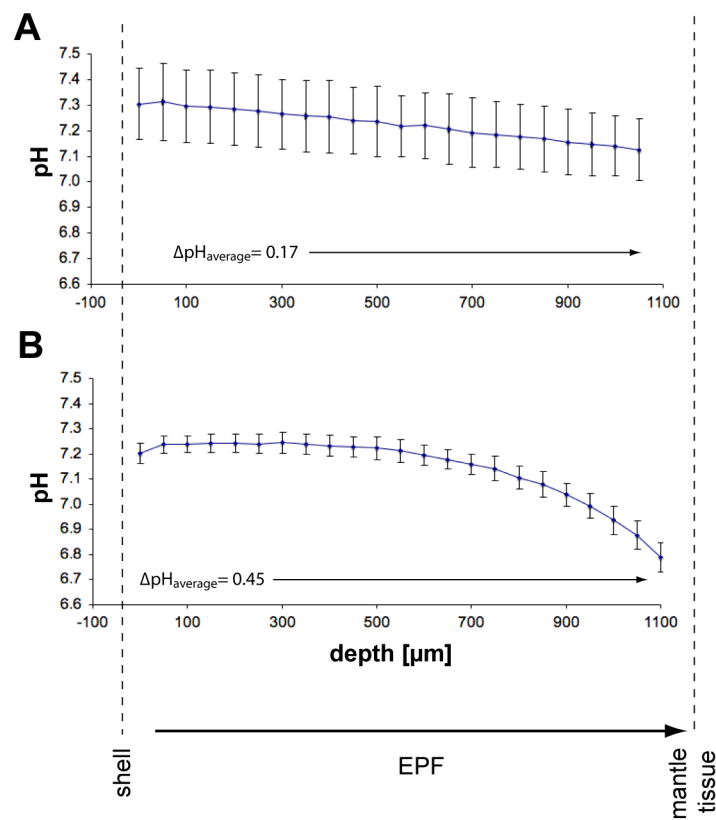 A
7.5
7.4
7.3
7.2
7.1
7.0
6.9
6.8
6.7
6.6
pH
ΔpHaverage= 0.17
-100 100 300 500 700 900 1100
B
7.5
7.4
7.3
7.2
7.1
7.0
6.9
6.8
6.7
6.6
pH
ΔpHaverage= 0.45
-100 100 300 500 700 900 1100
depth [µm]
shell
EPF
mantle
tissue